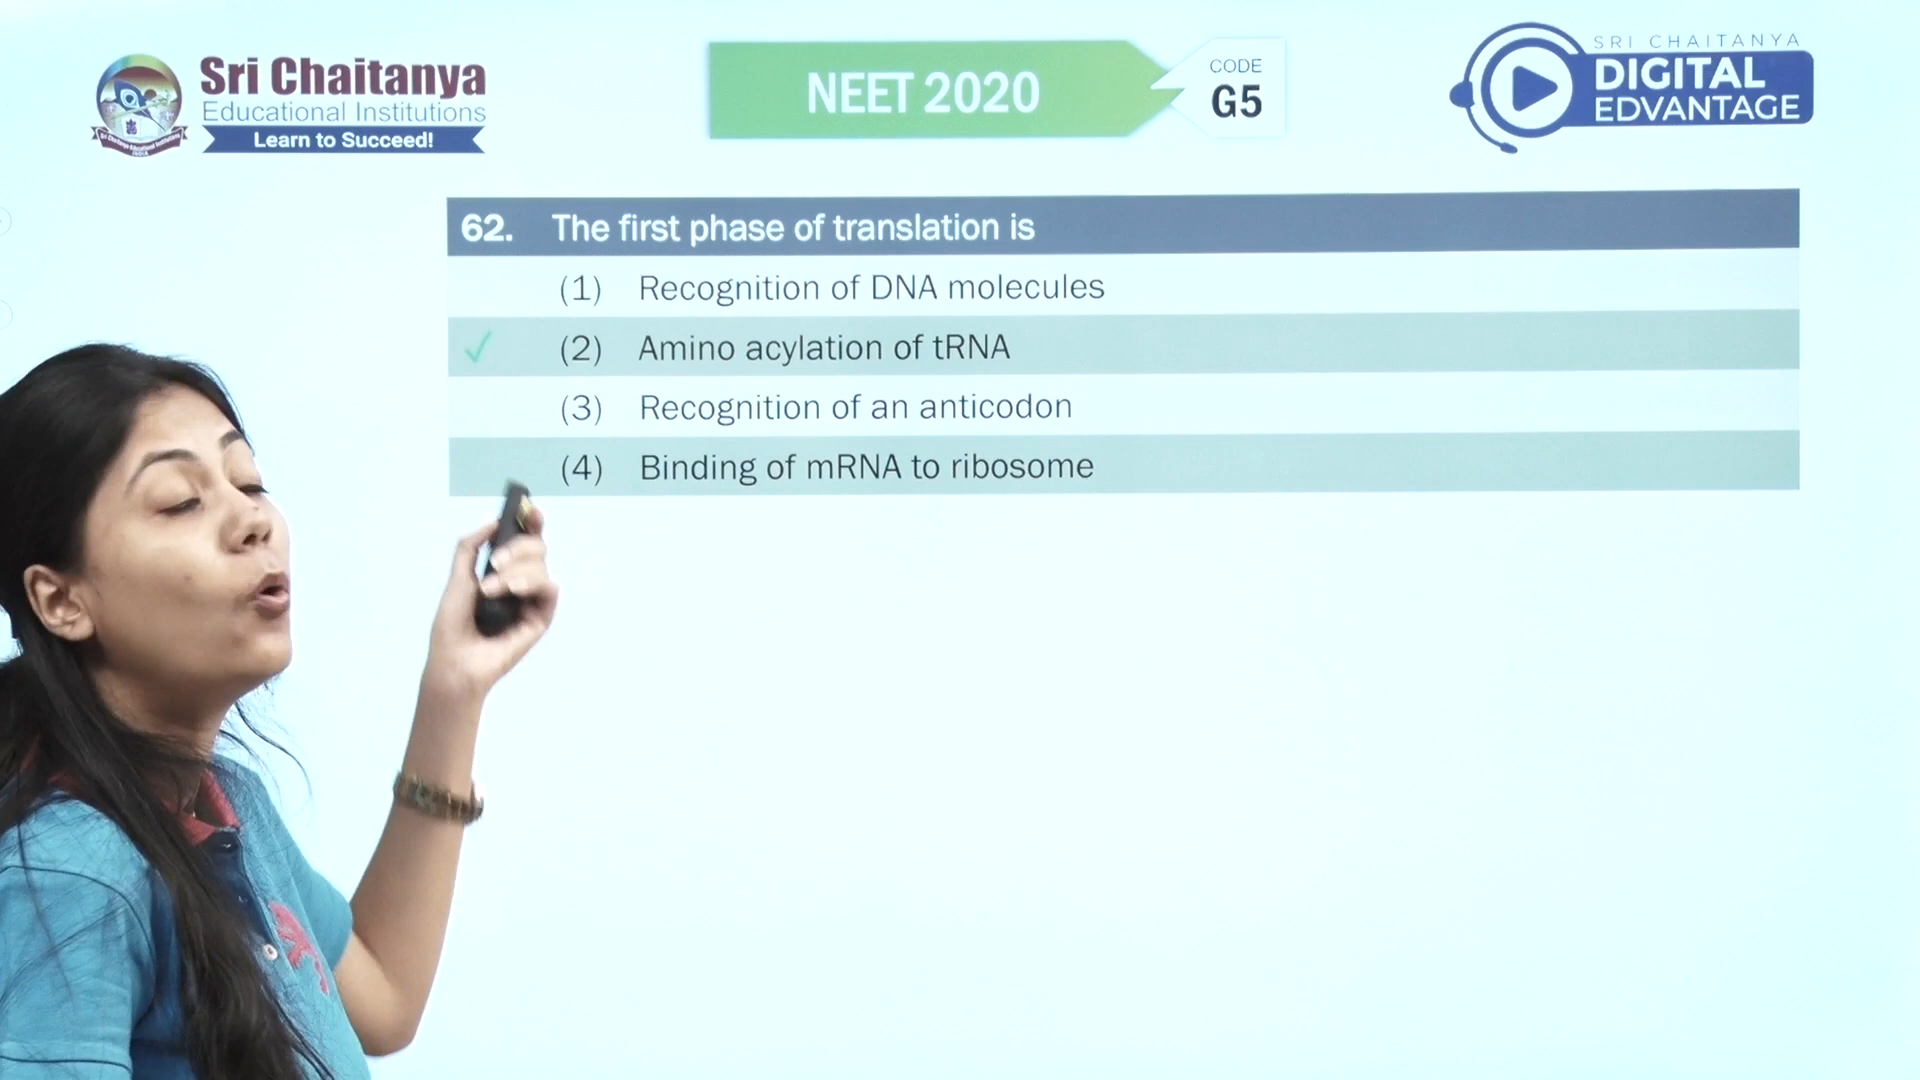 Sri Chaitanya
Educational Institutions
Learn to Succeed!
NEET 2020
CODE
G5
SRI CHAITANYA
DIGITAL
EDVANTAGE
62. The first phase of translation is
(1) Recognition of DNA molecules
✓ (2) Amino acylation of tRNA
(3) Recognition of an anticodon
(4) Binding of mRNA to ribosome